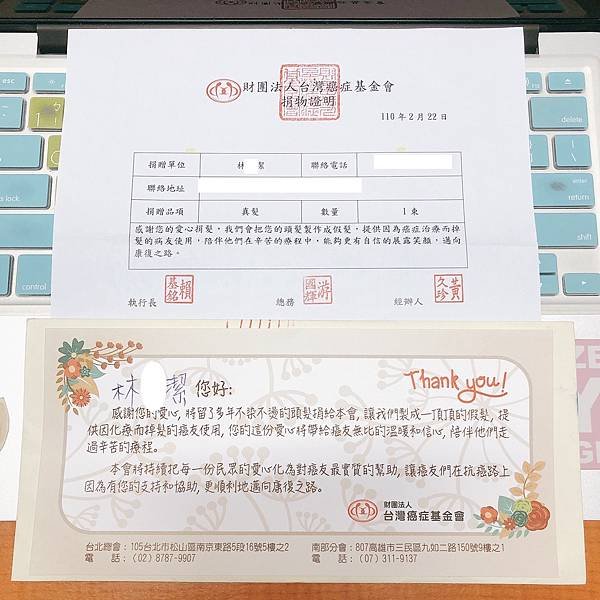 財團法人台灣癌症基金會
捐物證明
110 年 2 月 22 日
捐贈單位 林 潔 聯絡電話
聯絡地址
捐贈品項 真髮 數量 1 束
感謝您的愛心捐髮，我們會把您的頭髮製作成假髮，提供因為癌症治療而掉
髮的病友使用，陪伴他們在辛苦的療程中，能夠更有自信的展露笑顏，邁向
康復之路。
執行長 賴基銘 總務 游國輝 經辦人 黃久珍
林 潔 您好:
Thank you!
感謝您的愛心, 將留3多年不染不燙的頭髮捐給本會, 讓我們製成一頂頂的假髮, 提
供因化療而掉髮的癌友使用, 您的這份愛心將帶給癌友無比的溫暖和信心, 陪伴他們走
過辛苦的療程。
本會將持續把每一份民眾的愛心化為對癌友最實質的幫助, 讓癌友們在抗癌路上
因為有您的支持和協助, 更順利地邁向康復之路。
財團法人
台灣癌症基金會
台北總會：105台北市松山區南京東路5段16號5樓之2
電 話：(02) 8787-9907
南部分會：807高雄市三民區九如二路150號9樓之1
電 話：(07) 311-9137
esc
tab
caps lock
control
delete
enter
return
shift